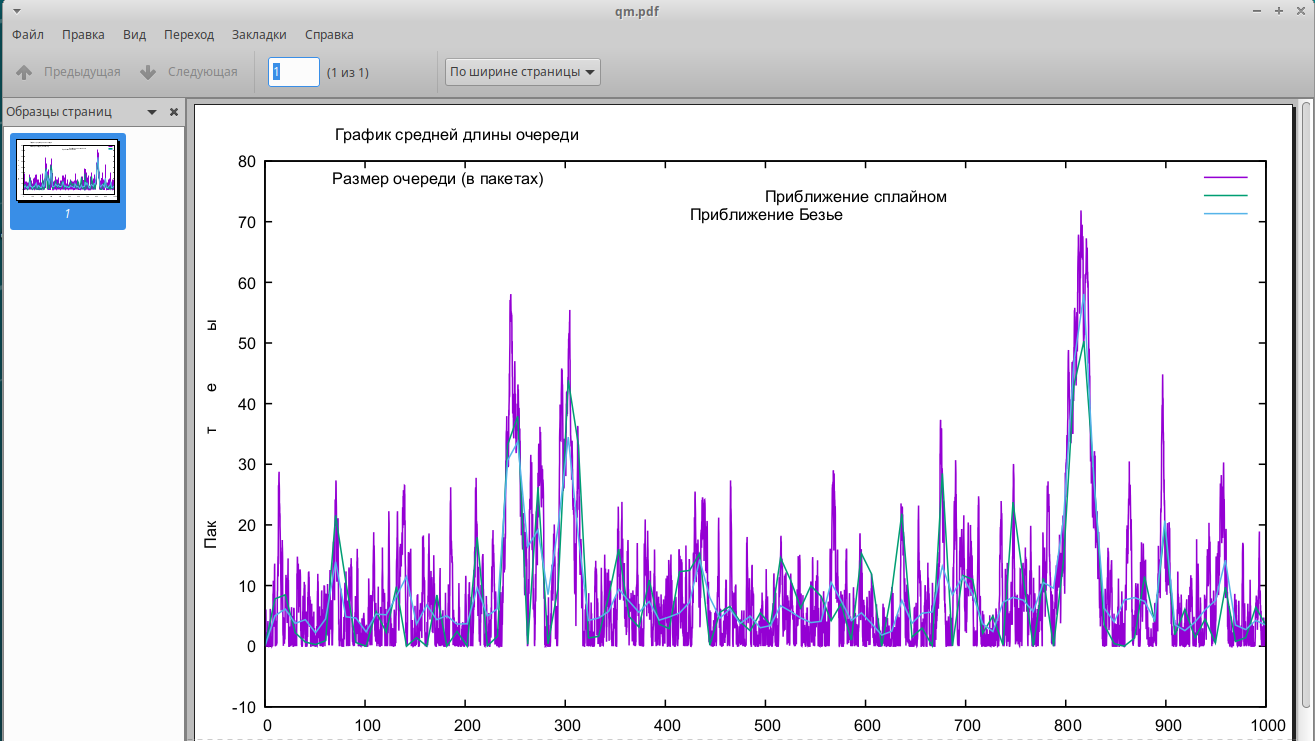 qm.pdf
Файл Правка Вид Переход Закладки Справка
Предыдущая Следующая 1 (1 из 1) По ширине страницы
Образцы страниц
1
График средней длины очереди
Размер очереди (в пакетах)
Приближение сплайном
Приближение Безье
Пак т е ы
80
70
60
50
40
30
20
10
0
-10
0 100 200 300 400 500 600 700 800 900 1000